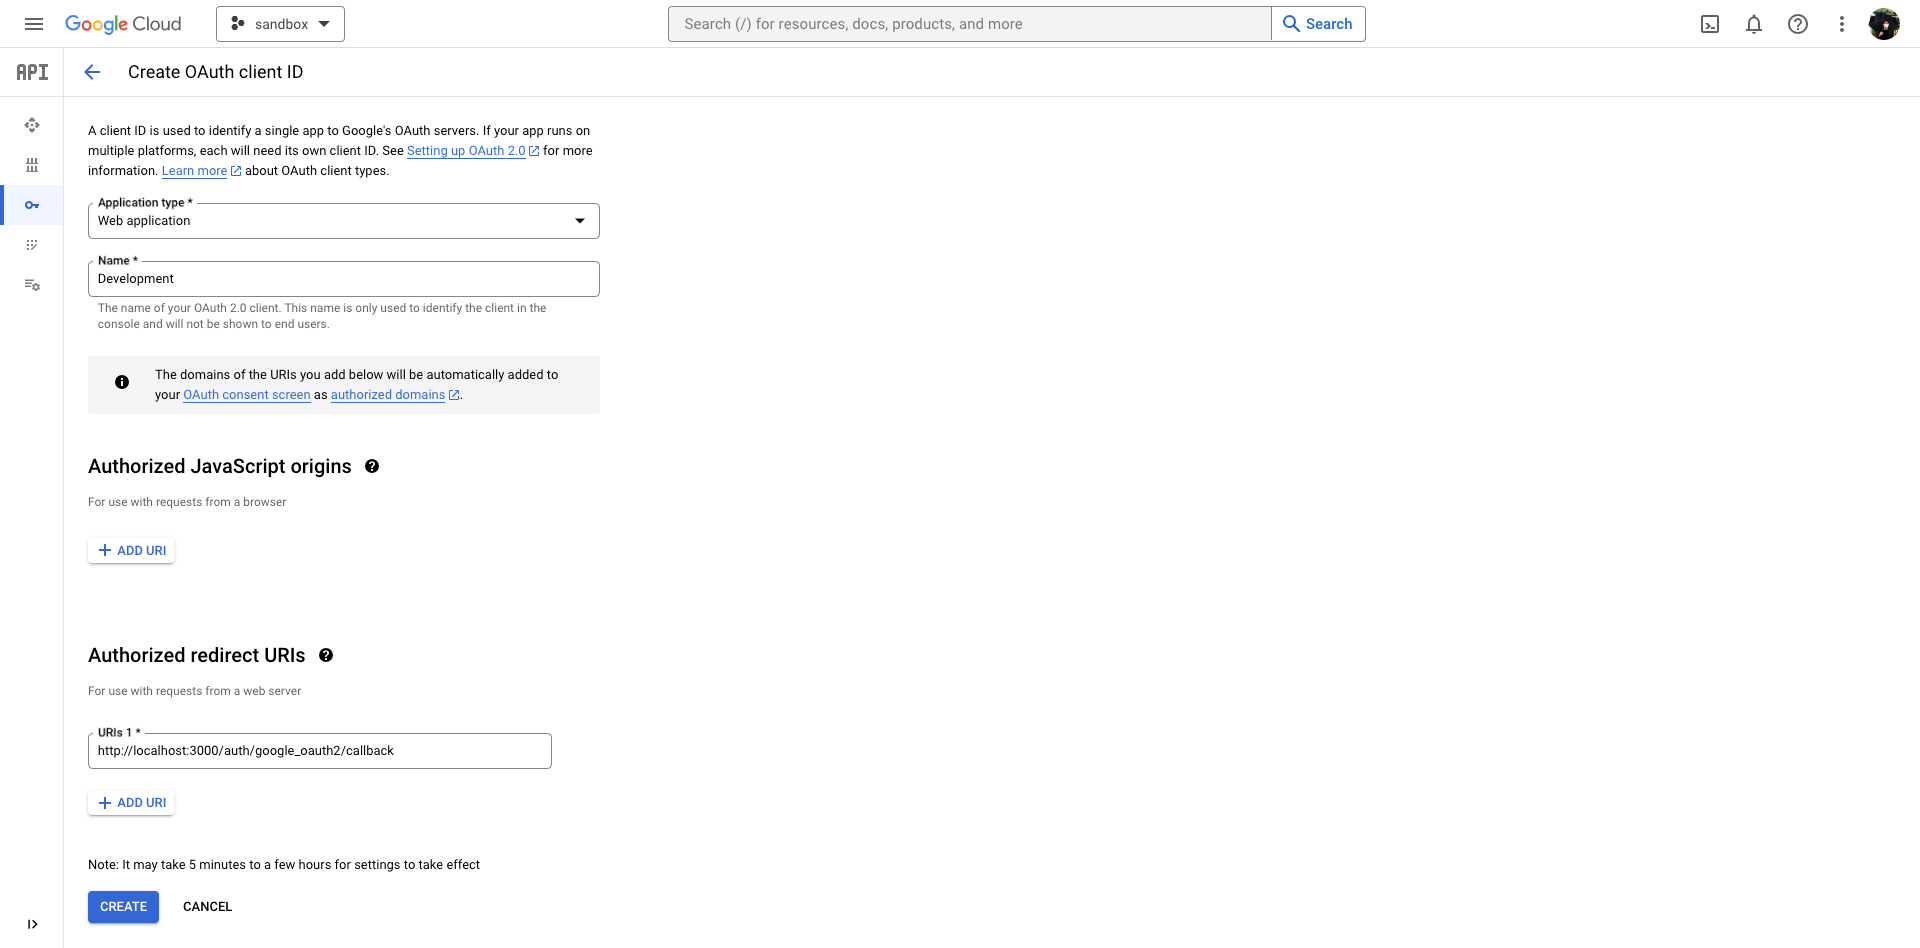 Google Cloud
sandbox
Search (/) for resources, docs, products, and more
Search
API
Create OAuth client ID
A client ID is used to identify a single app to Google's OAuth servers. If your app runs on
multiple platforms, each will need its own client ID. See Setting up OAuth 2.0 for more
information. Learn more about OAuth client types.
Application type *
Web application
Name *
Development
The name of your OAuth 2.0 client. This name is only used to identify the client in the
console and will not be shown to end users.
The domains of the URIs you add below will be automatically added to
your OAuth consent screen as authorized domains.
Authorized JavaScript origins
For use with requests from a browser
ADD URI
Authorized redirect URIs
For use with requests from a web server
URIs 1 *
http://localhost:3000/auth/google_oauth2/callback
ADD URI
Note: It may take 5 minutes to a few hours for settings to take effect
CREATE
CANCEL